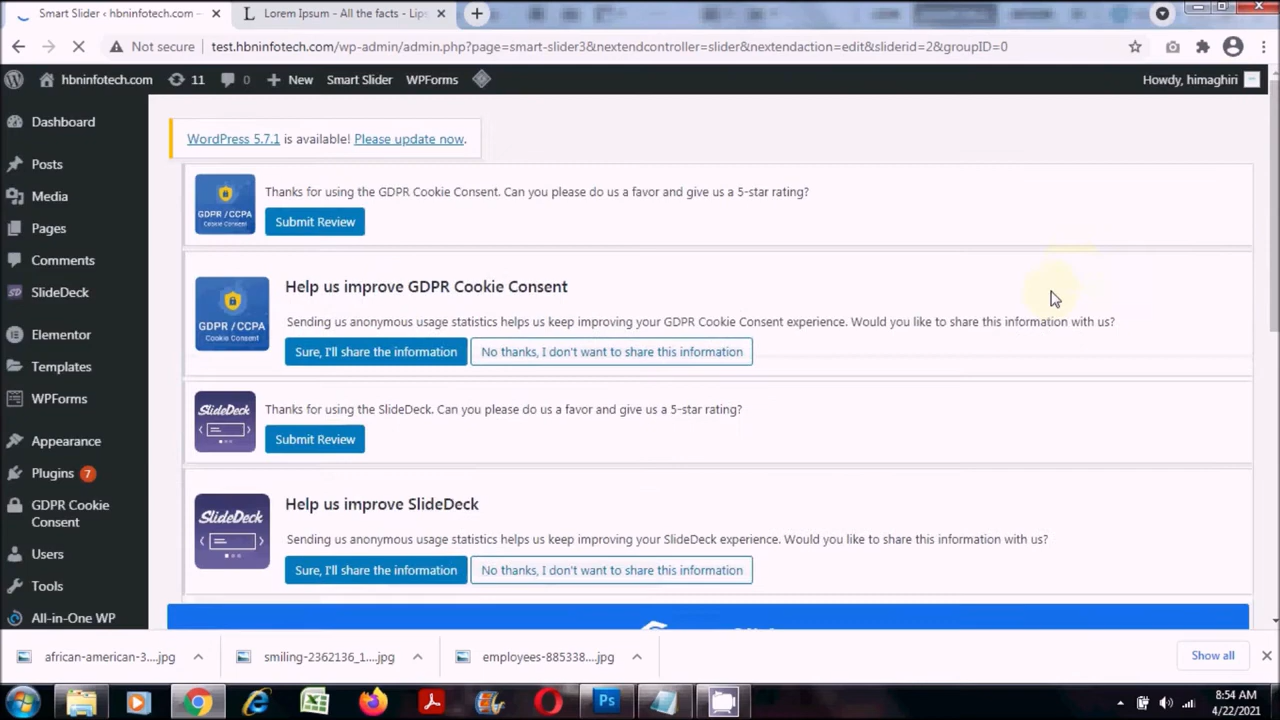 Smart Slider ‹ hbninfotech.com —
Lorem Ipsum - All the facts - Lips
Not secure
test.hbninfotech.com/wp-admin/admin.php?page=smart-slider3&nextendcontroller=slider&nextendaction=edit&sliderid=2&groupID=0
hbninfotech.com
11
0
New
Smart Slider
WPForms
Howdy, himaghiri
Dashboard
Posts
Media
Pages
Comments
SlideDeck
Elementor
Templates
WPForms
Appearance
Plugins 7
GDPR Cookie
Consent
Users
Tools
All-in-One WP
WordPress 5.7.1 is available! Please update now.
GDPR / CCPA
Cookie Consent
Thanks for using the GDPR Cookie Consent. Can you please do us a favor and give us a 5-star rating?
Submit Review
GDPR / CCPA
Cookie Consent
Help us improve GDPR Cookie Consent
Sending us anonymous usage statistics helps us keep improving your GDPR Cookie Consent experience. Would you like to share this information with us?
Sure, I'll share the information
No thanks, I don't want to share this information
SlideDeck
Thanks for using the SlideDeck. Can you please do us a favor and give us a 5-star rating?
Submit Review
SlideDeck
Help us improve SlideDeck
Sending us anonymous usage statistics helps us keep improving your SlideDeck experience. Would you like to share this information with us?
Sure, I'll share the information
No thanks, I don't want to share this information
african-american-3....jpg
smiling-2362136_1....jpg
employees-885338....jpg
Show all
Ps
8:54 AM
4/22/2021